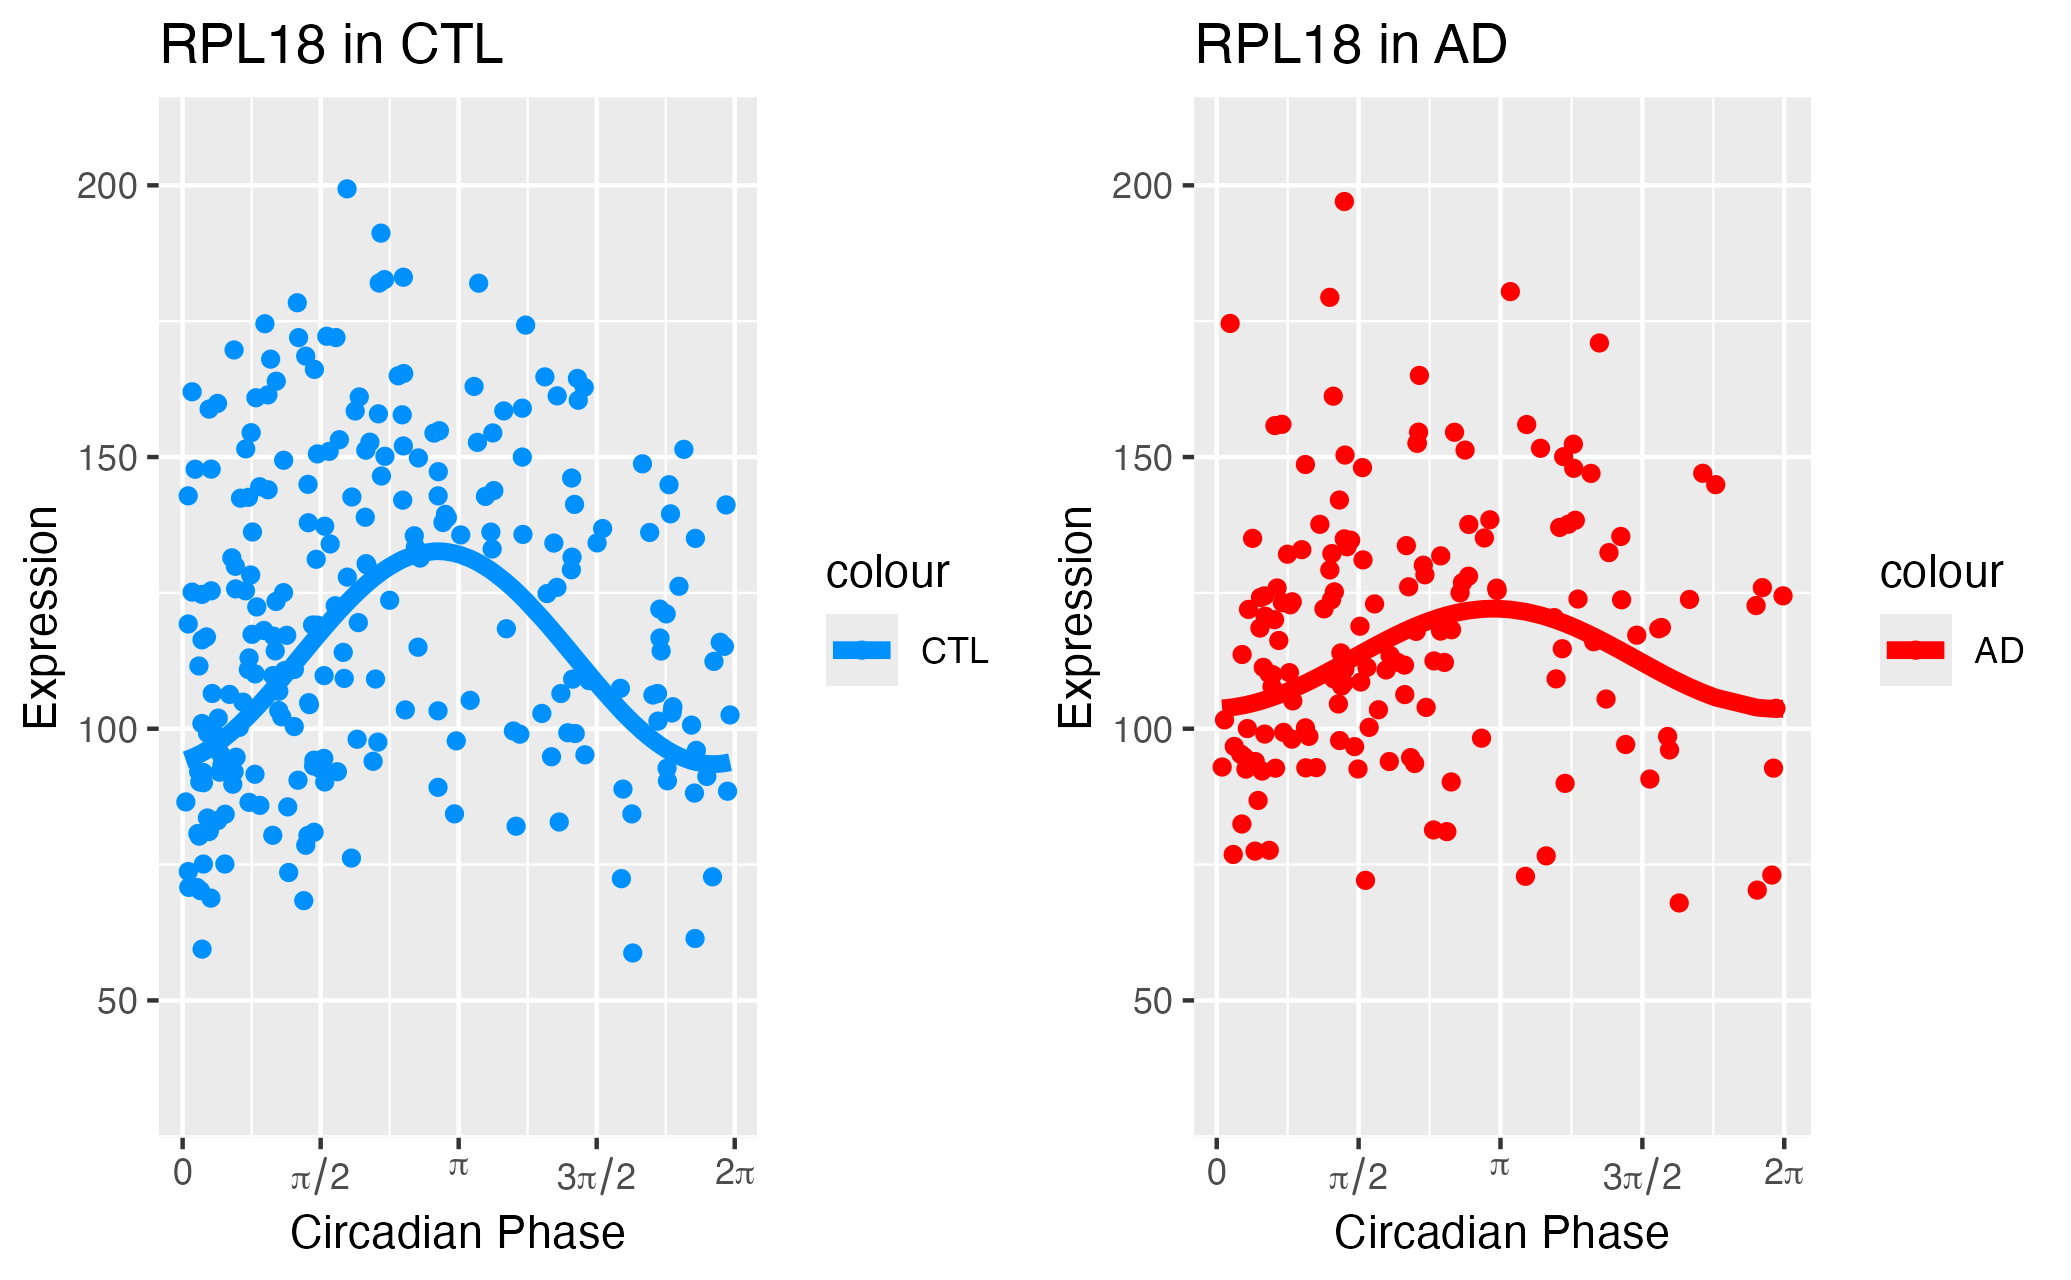 RPL18 in CTL
Expression
200
150
100
50
0 π/2 π 3π/2 2π
Circadian Phase
colour
CTL
RPL18 in AD
Expression
200
150
100
50
0 π/2 π 3π/2 2π
Circadian Phase
colour
AD